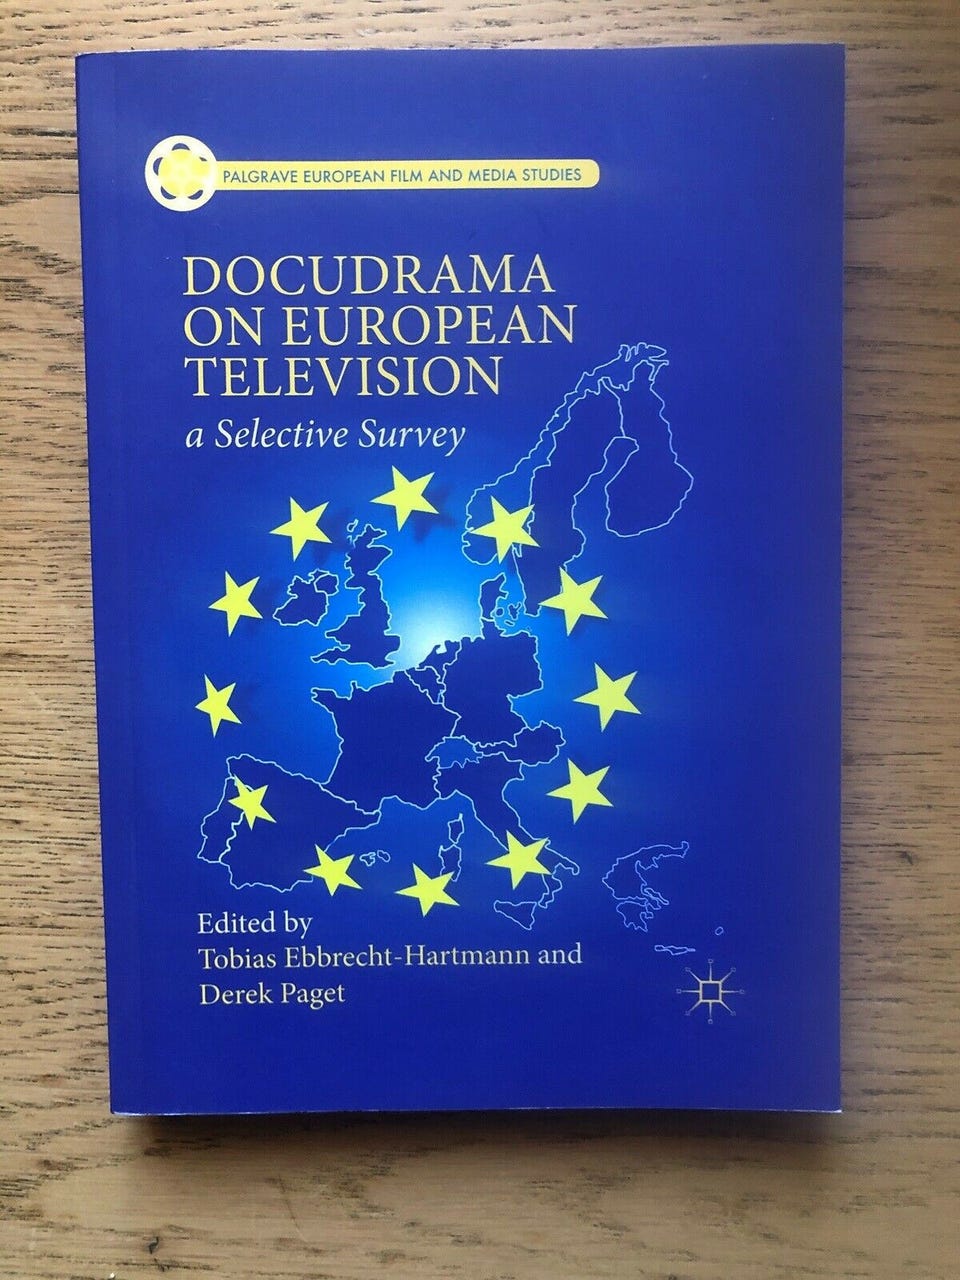 PALGRAVE EUROPEAN FILM AND MEDIA STUDIES
DOCUDRAMA
ON EUROPEAN
TELEVISION
a Selective Survey
Edited by
Tobias Ebbrecht-Hartmann and
Derek Paget